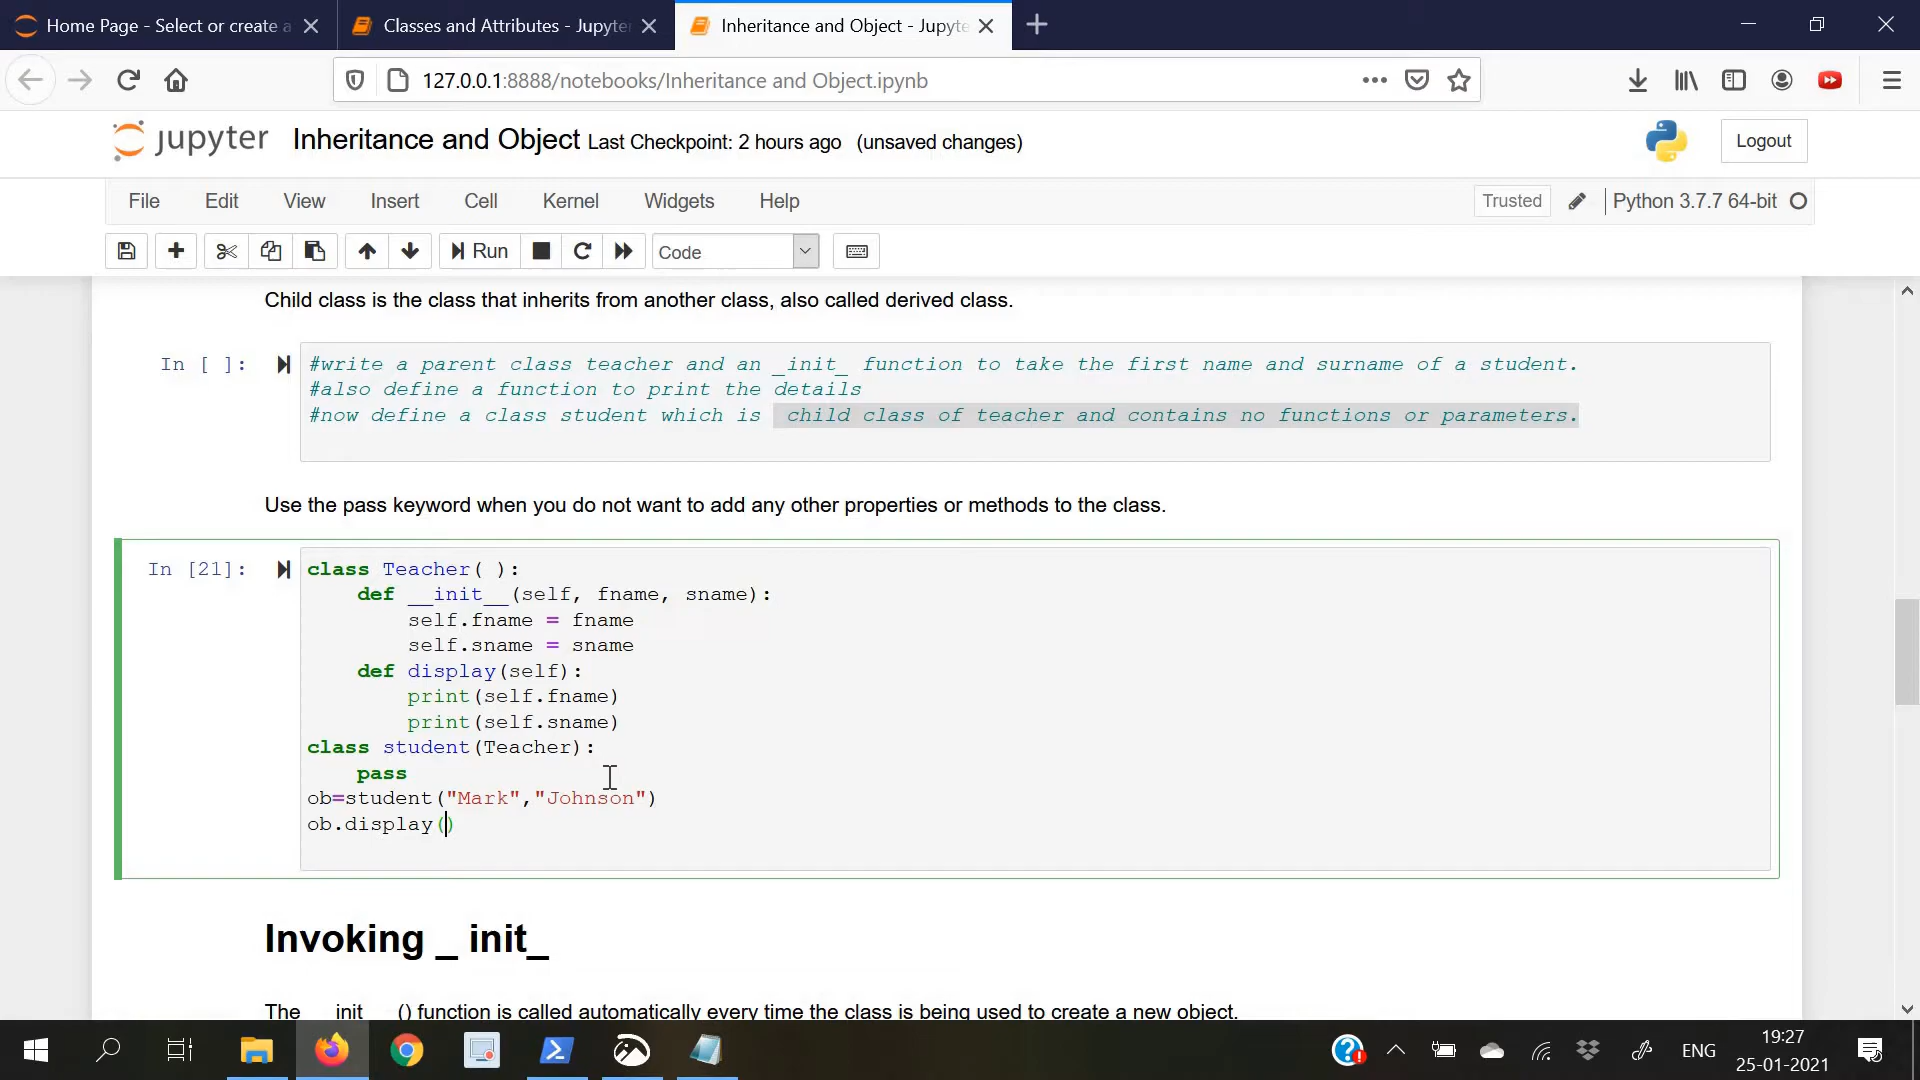 Home Page - Select or create a
Classes and Attributes - Jupyte
Inheritance and Object - Jupyte
127.0.0.1:8888/notebooks/Inheritance and Object.ipynb
jupyter Inheritance and Object Last Checkpoint: 2 hours ago (unsaved changes)
Logout
File Edit View Insert Cell Kernel Widgets Help
Trusted
Python 3.7.7 64-bit
Run
Code
Child class is the class that inherits from another class, also called derived class.
In [ ]:
#write a parent class teacher and an _init_ function to take the first name and surname of a student.
#also define a function to print the details
#now define a class student which is  child class of teacher and contains no functions or parameters.
Use the pass keyword when you do not want to add any other properties or methods to the class.
In [21]:
class Teacher( ):
    def __init__(self, fname, sname):
        self.fname = fname
        self.sname = sname
    def display(self):
        print(self.fname)
        print(self.sname)
class student(Teacher):
    pass
ob=student("Mark","Johnson")
ob.display()
Invoking _ init_
The __init__() function is called automatically every time the class is being used to create a new object.
ENG
19:27
25-01-2021